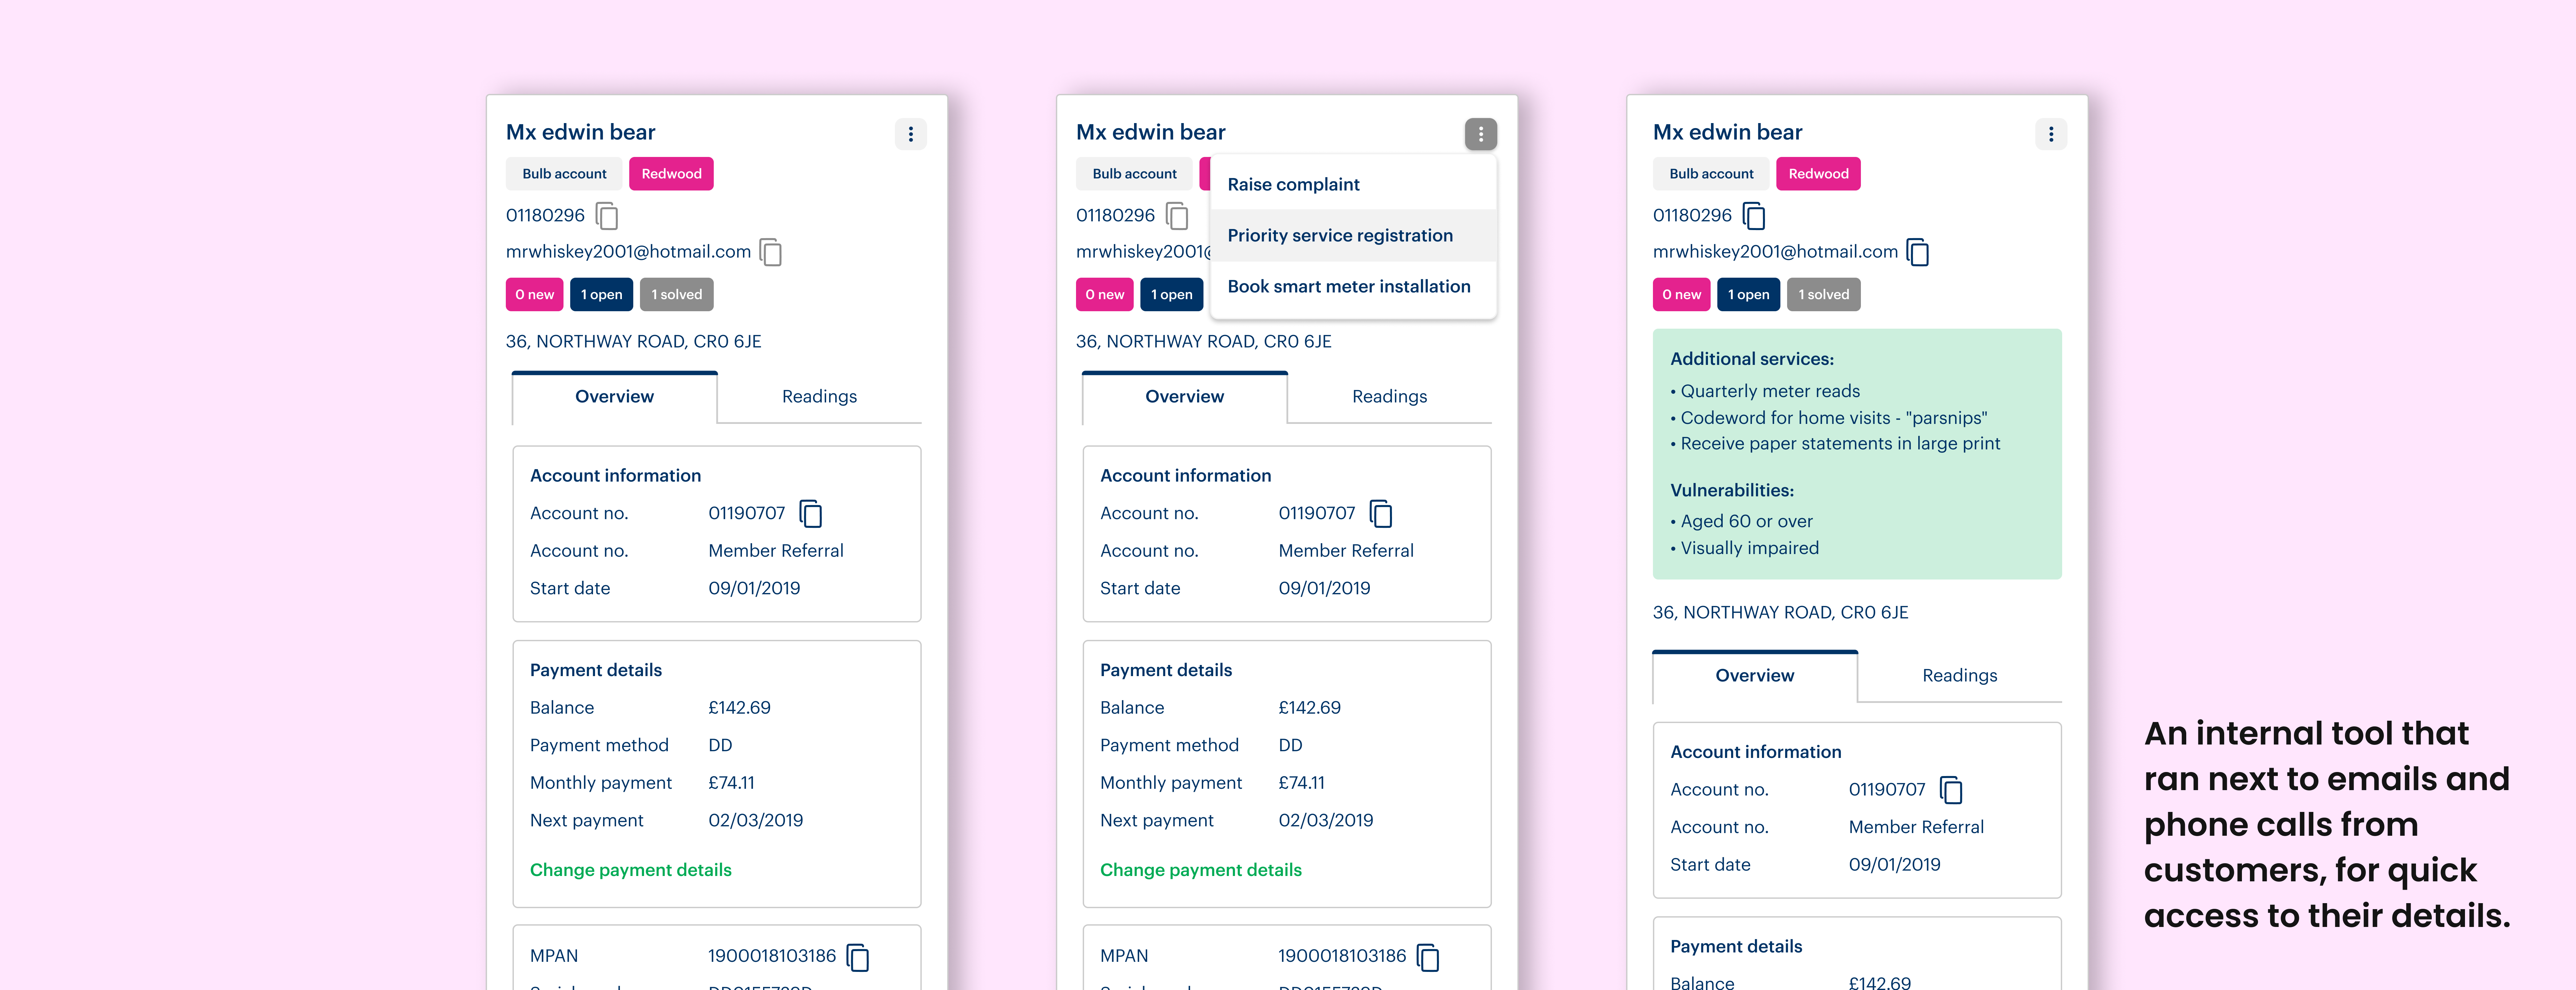 Mx edwin bear
Bulb account Redwood
01180296
mrwhiskey2001@hotmail.com
0 new 1 open 1 solved
36, NORTHWAY ROAD, CR0 6JE
Overview Readings
Account information
Account no. 01190707
Account no. Member Referral
Start date 09/01/2019
Payment details
Balance £142.69
Payment method DD
Monthly payment £74.11
Next payment 02/03/2019
Change payment details
MPAN 1900018103186
Mx edwin bear
Bulb account
01180296
mrwhiskey2001@
0 new 1 open
Raise complaint
Priority service registration
Book smart meter installation
36, NORTHWAY ROAD, CR0 6JE
Overview Readings
Account information
Account no. 01190707
Account no. Member Referral
Start date 09/01/2019
Payment details
Balance £142.69
Payment method DD
Monthly payment £74.11
Next payment 02/03/2019
Change payment details
MPAN 1900018103186
Mx edwin bear
Bulb account Redwood
01180296
mrwhiskey2001@hotmail.com
0 new 1 open 1 solved
Additional services:
• Quarterly meter reads
• Codeword for home visits - "parsnips"
• Receive paper statements in large print
Vulnerabilities:
• Aged 60 or over
• Visually impaired
36, NORTHWAY ROAD, CR0 6JE
Overview Readings
Account information
Account no. 01190707
Account no. Member Referral
Start date 09/01/2019
Payment details
Balance £142.69
An internal tool that
ran next to emails and
phone calls from
customers, for quick
access to their details.